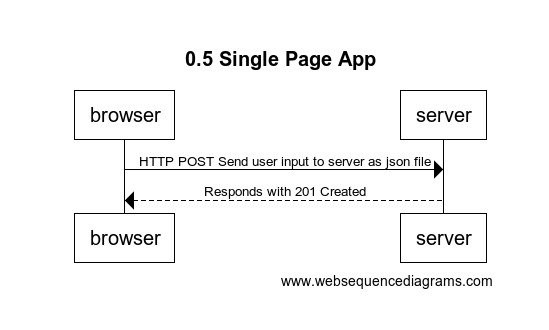 0.5 Single Page App
browser server
HTTP POST Send user input to server as json file
Responds with 201 Created
browser server
www.websequencediagrams.com